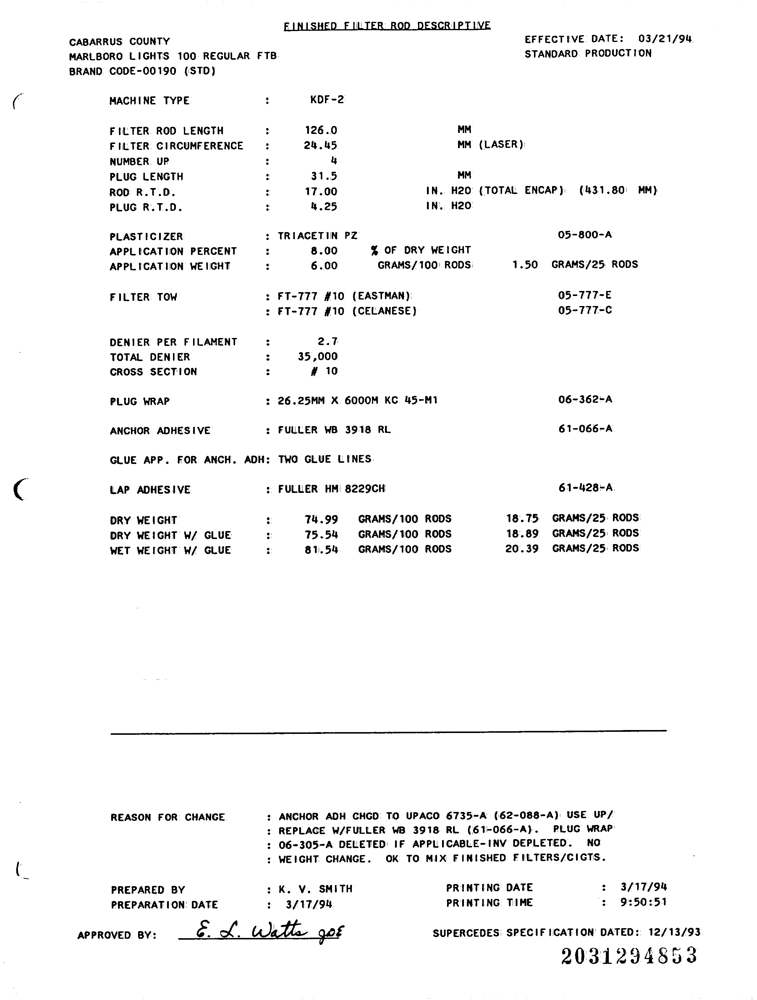 FINISHED FILTER ROD DESCRIPTIVE
CABARRUS COUNTY EFFECTIVE DATE: 03/21/94
MARLBORO LIGHTS 100 REGULAR FTB STANDARD PRODUCTION
BRAND CODE-00190 (STD)
MACHINE TYPE : KDF-2
FILTER ROD LENGTH : 126.0 MM
FILTER CIRCUMFERENCE : 24.45 MM (LASER)
NUMBER UP : 4
PLUG LENGTH : 31.5 MM
ROD R.T.D. : 17.00 IN. H2O (TOTAL ENCAP) (431.80 MM)
PLUG R.T.D. : 4.25 IN. H2O
PLASTICIZER : TRIACETIN PZ 05-800-A
APPLICATION PERCENT : 8.00 % OF DRY WEIGHT
APPLICATION WEIGHT : 6.00 GRAMS/100 RODS 1.50 GRAMS/25 RODS
FILTER TOW : FT-777 #10 (EASTMAN) 05-777-E
: FT-777 #10 (CELANESE) 05-777-C
DENIER PER FILAMENT : 2.7
TOTAL DENIER : 35,000
CROSS SECTION : # 10
PLUG WRAP : 26.25MM X 6000M KC 45-M1 06-362-A
ANCHOR ADHESIVE : FULLER WB 3918 RL 61-066-A
GLUE APP. FOR ANCH. ADH: TWO GLUE LINES
LAP ADHESIVE : FULLER HM 8229CH 61-428-A
DRY WEIGHT : 74.99 GRAMS/100 RODS 18.75 GRAMS/25 RODS
DRY WEIGHT W/ GLUE : 75.54 GRAMS/100 RODS 18.89 GRAMS/25 RODS
WET WEIGHT W/ GLUE : 81.54 GRAMS/100 RODS 20.39 GRAMS/25 RODS
REASON FOR CHANGE : ANCHOR ADH CHGD TO UPACO 6735-A (62-088-A) USE UP/
: REPLACE W/FULLER WB 3918 RL (61-066-A). PLUG WRAP
: 06-305-A DELETED IF APPLICABLE-INV DEPLETED. NO
: WEIGHT CHANGE. OK TO MIX FINISHED FILTERS/CIGTS.
PREPARED BY : K. V. SMITH PRINTING DATE : 3/17/94
PREPARATION DATE : 3/17/94 PRINTING TIME : 9:50:51
APPROVED BY: E. L. Watts SUPERCEDES SPECIFICATION DATED: 12/13/93
2031294853